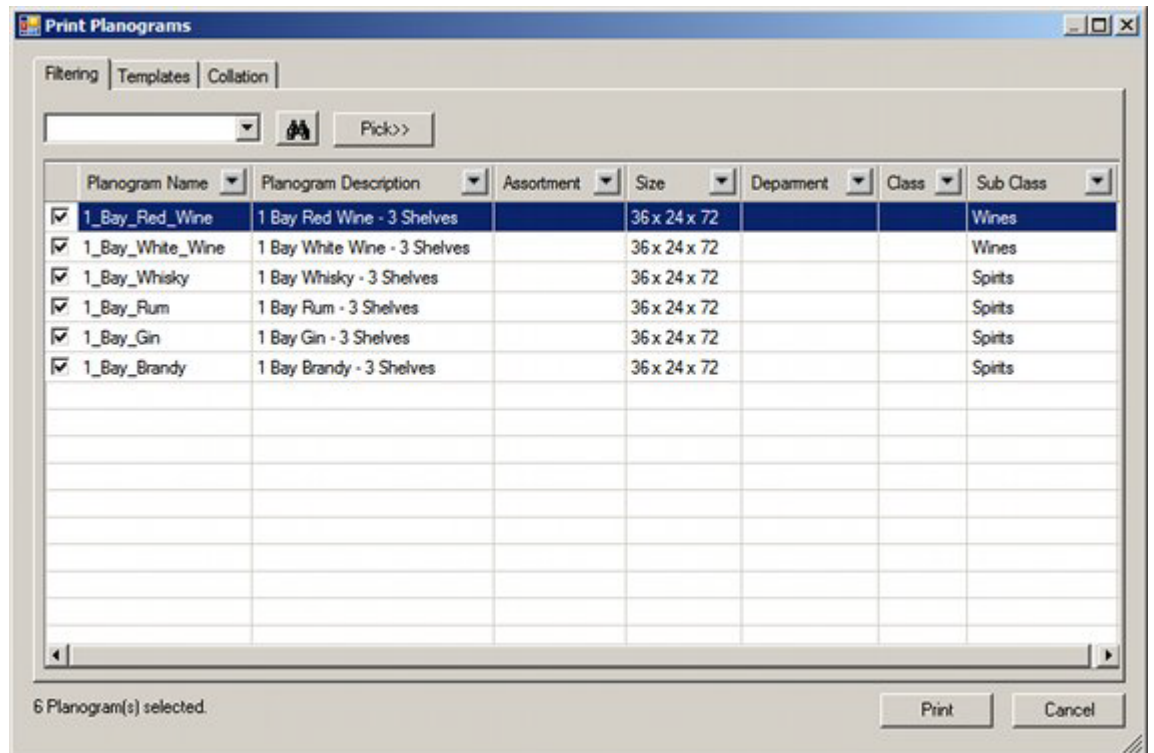 Print Planograms
Filtering Templates Collation
Pick>>
Planogram Name Planogram Description Assortment Size Deparment Class Sub Class
1_Bay_Red_Wine 1 Bay Red Wine - 3 Shelves 36 x 24 x 72 Wines
1_Bay_White_Wine 1 Bay White Wine - 3 Shelves 36 x 24 x 72 Wines
1_Bay_Whisky 1 Bay Whisky - 3 Shelves 36 x 24 x 72 Spirits
1_Bay_Rum 1 Bay Rum - 3 Shelves 36 x 24 x 72 Spirits
1_Bay_Gin 1 Bay Gin - 3 Shelves 36 x 24 x 72 Spirits
1_Bay_Brandy 1 Bay Brandy - 3 Shelves 36 x 24 x 72 Spirits
6 Planogram(s) selected. Print Cancel